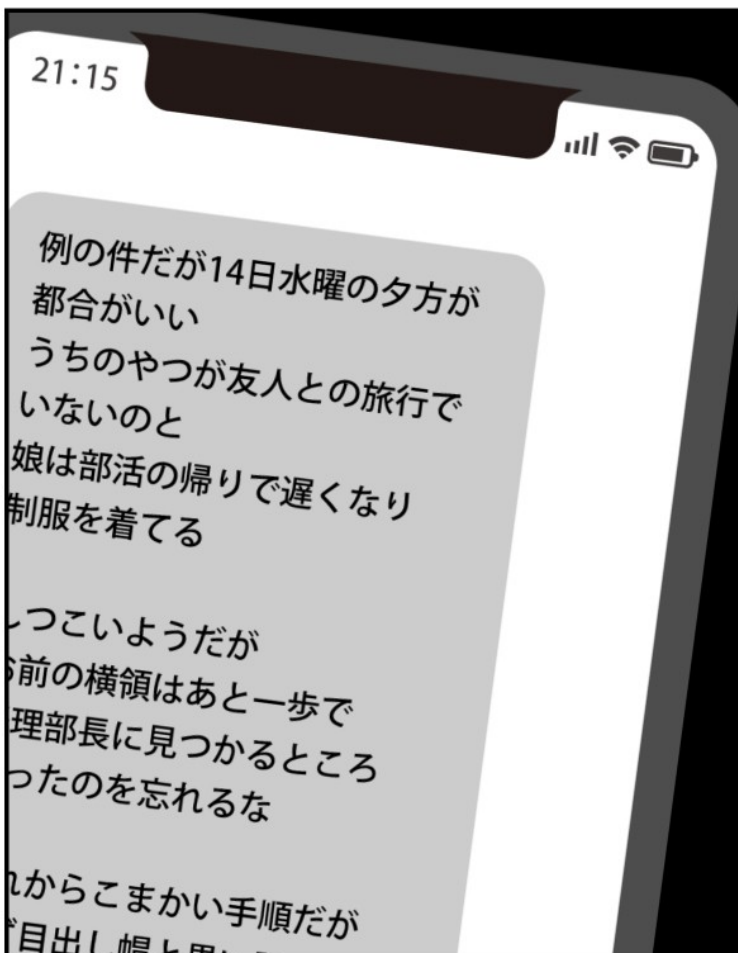 21:15
例の件だが14日水曜の夕方が
都合がいい
うちのやつが友人との旅行で
いないのと
娘は部活の帰りで遅くなり
制服を着てる
しつこいようだが
お前の横領はあと一歩で
理部長に見つかるところ
ったのを忘れるな
れからこまかい手順だが
目出し帽と黒い